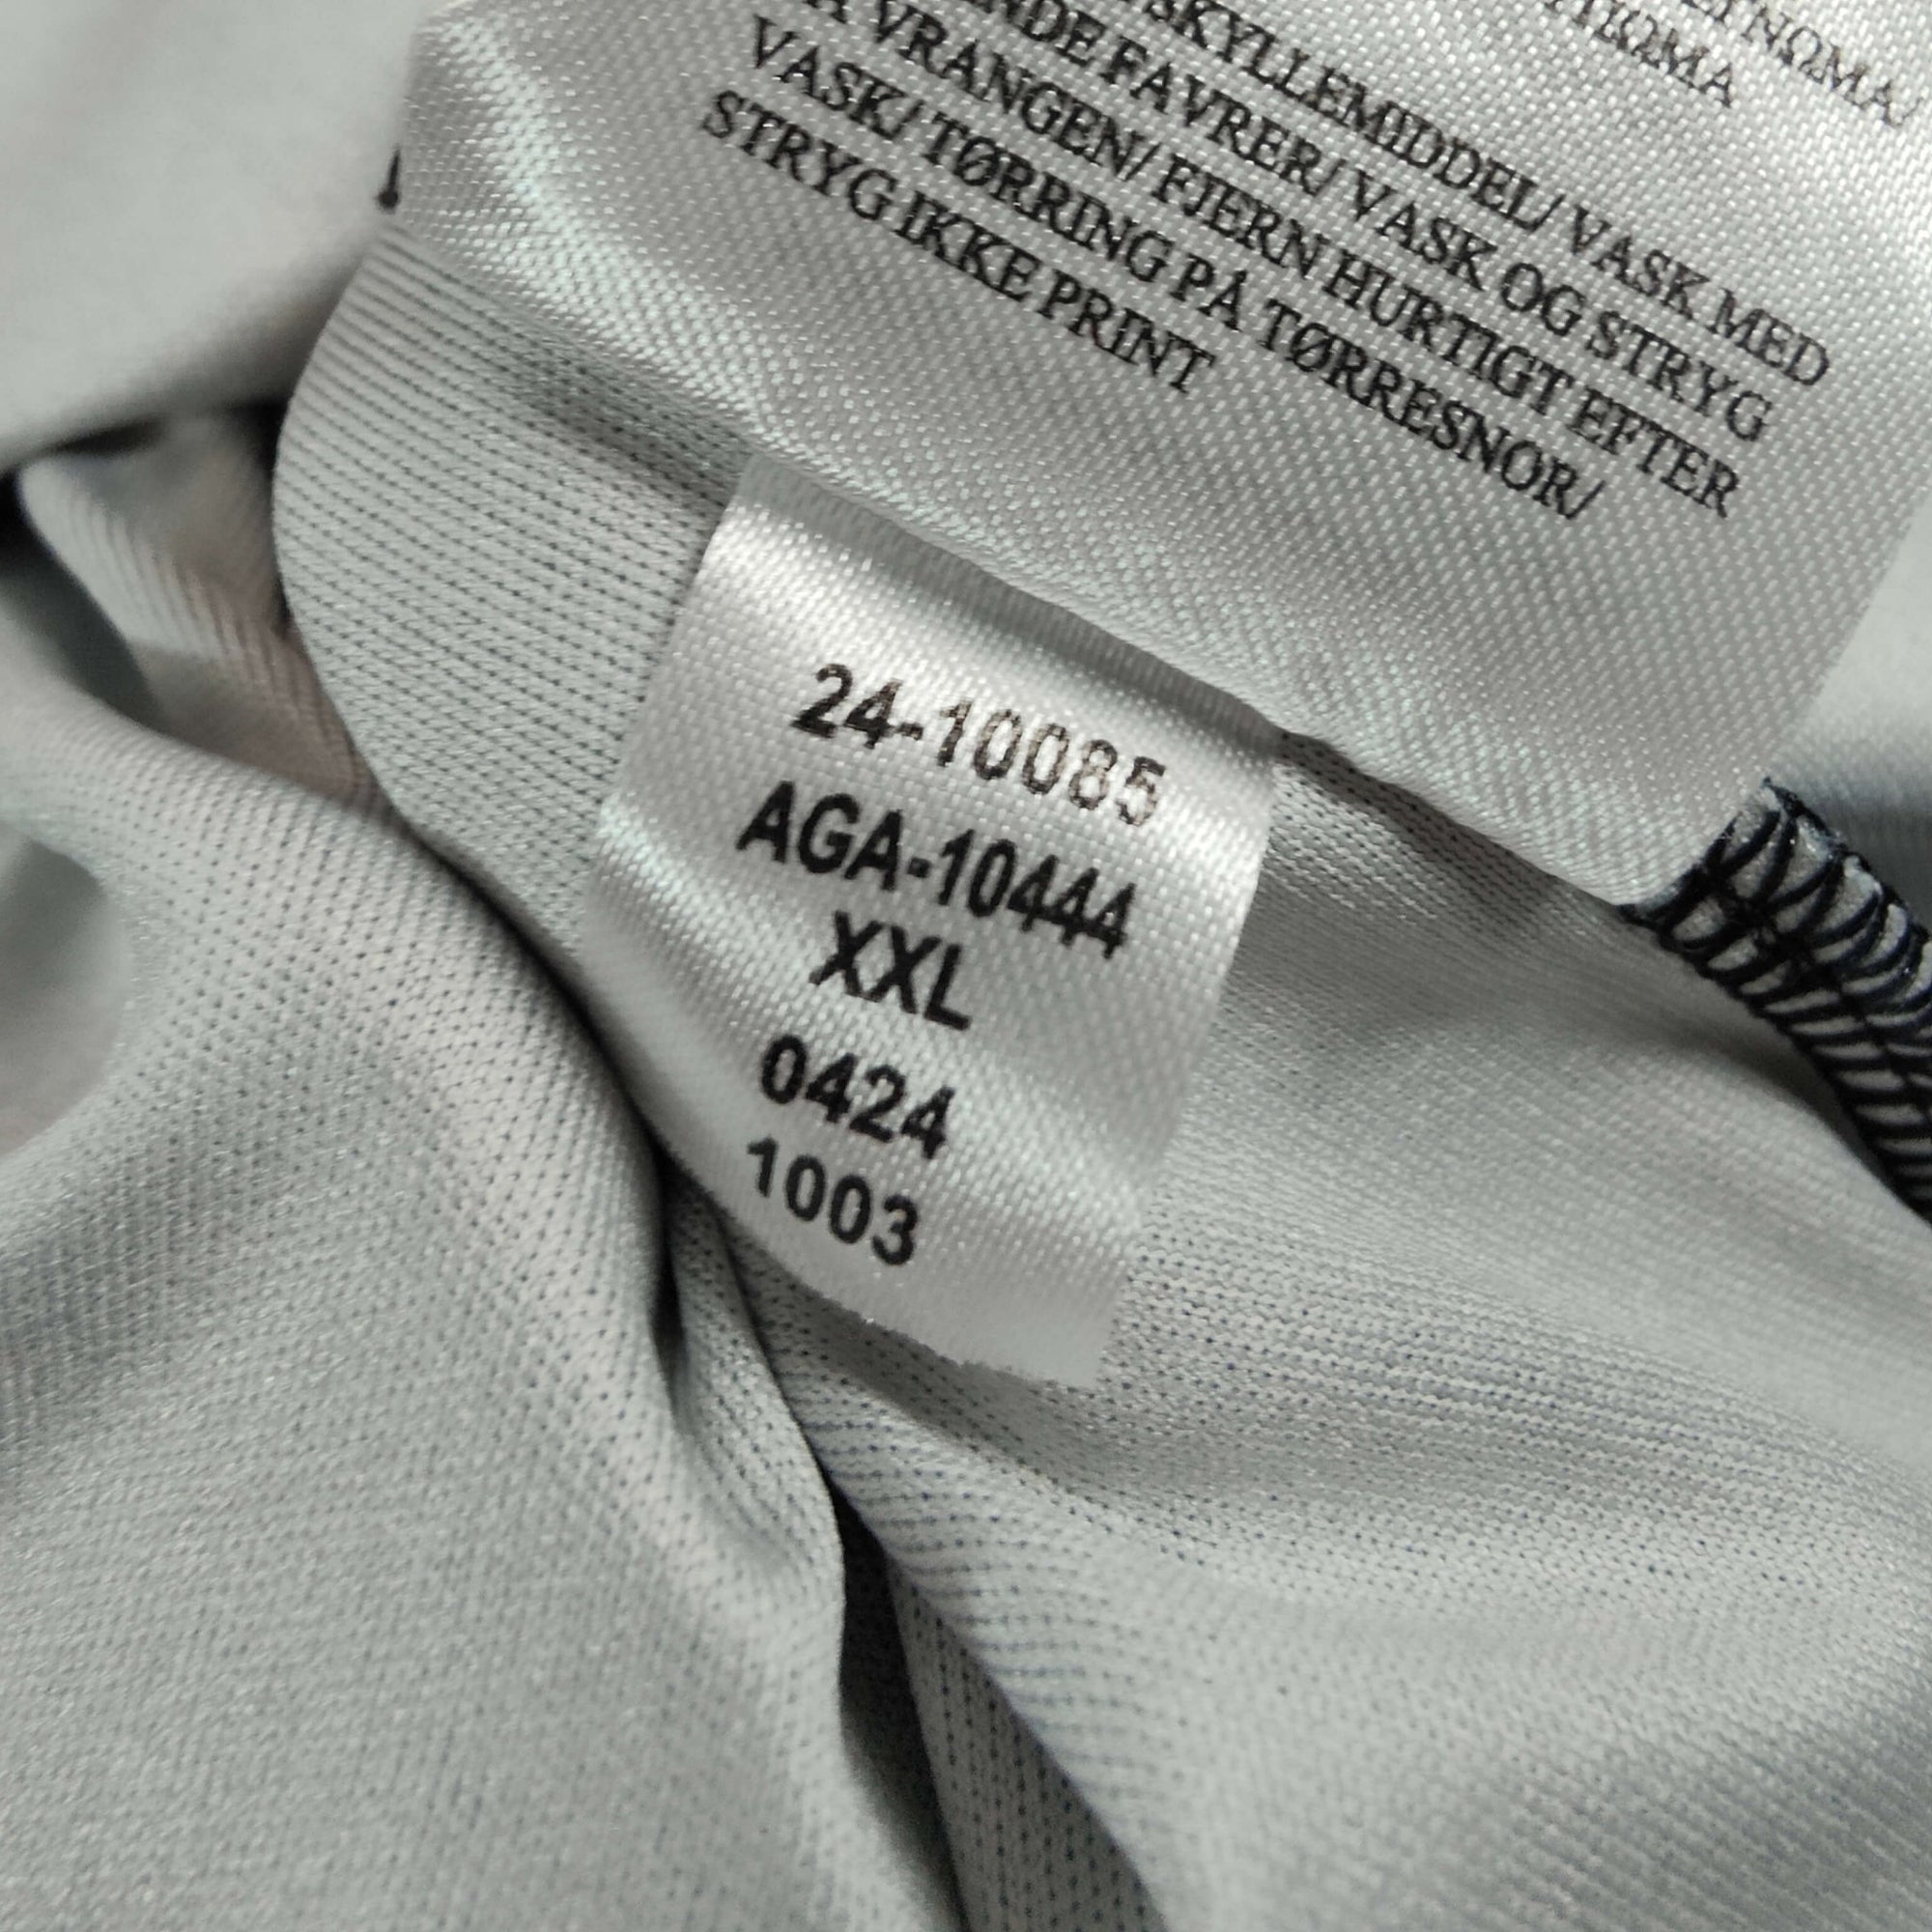 SKYLLEMIDDEL/ VASK MED
FAVRER/ VASK OG STRYG
VRANGEN/ FJERN HURTIGT EFTER
VASK/ TØRRING PÅ TØRRESNOR/
STRYG IKKE PRINT
24-10085
AGA-10444
XXL
0424
1003